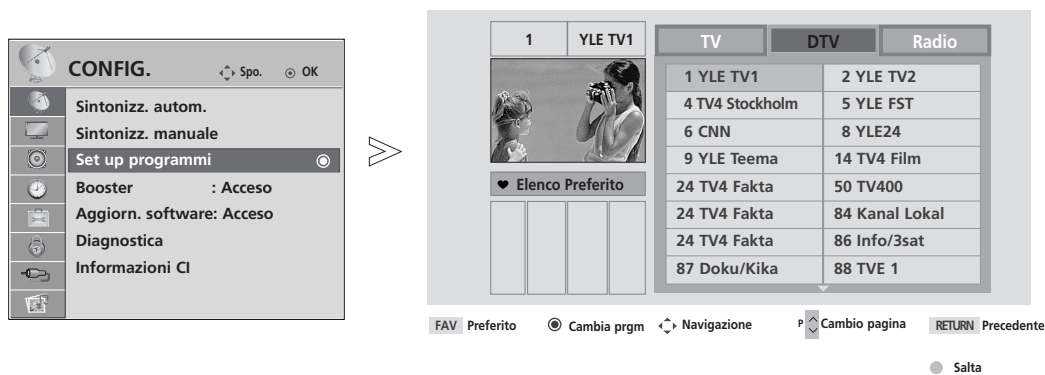 CONFIG. Spo. OK
Sintonizz. autom.
Sintonizz. manuale
Set up programmi
Booster : Acceso
Aggiorn. software: Acceso
Diagnostica
Informazioni CI
1 YLE TV1
Elenco Preferito
TV DTV Radio
1 YLE TV1 2 YLE TV2
4 TV4 Stockholm 5 YLE FST
6 CNN 8 YLE24
9 YLE Teema 14 TV4 Film
24 TV4 Fakta 50 TV400
24 TV4 Fakta 84 Kanal Lokal
24 TV4 Fakta 86 Info/3sat
87 Doku/Kika 88 TVE 1
FAV Preferito Cambia prgm Navigazione P Cambio pagina RETURN Precedente
Salta